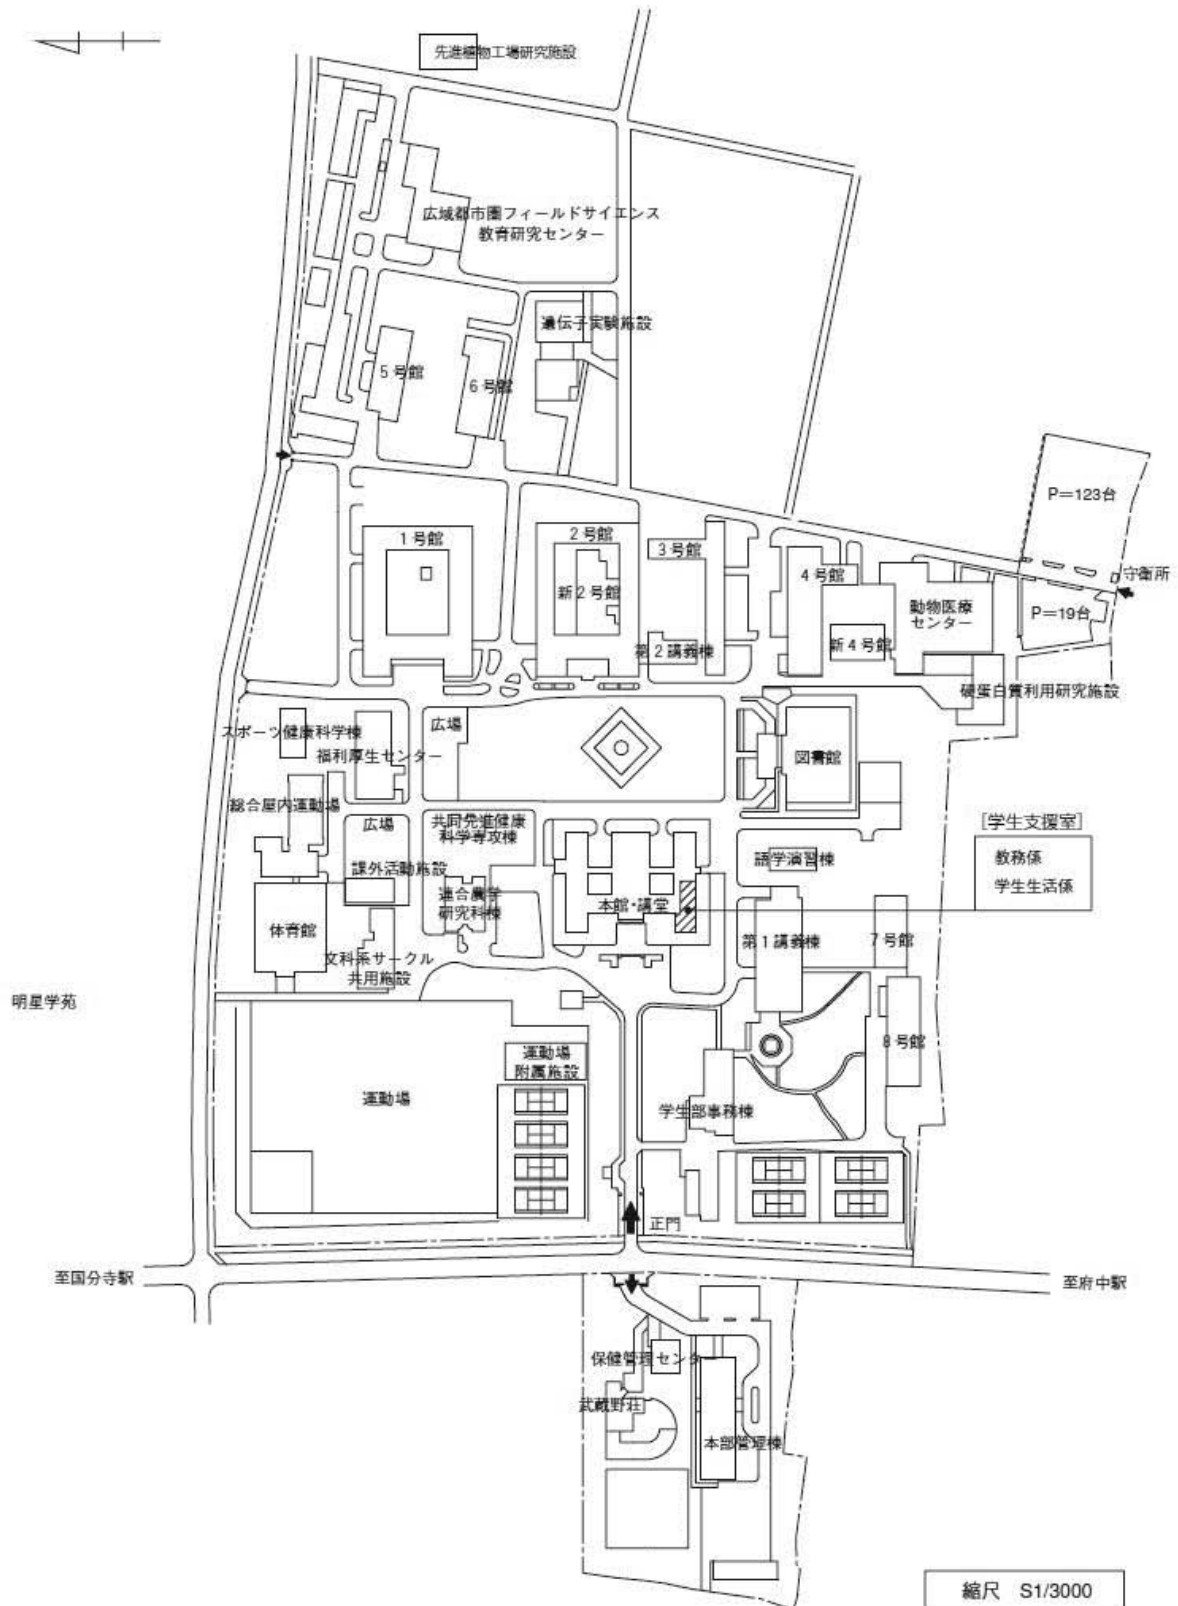 先進植物工場研究施設
広域都市圏フィールドサイエンス
教育研究センター
遺伝子実験施設
5号館
6号館
P=123台
1号館
2号館
3号館
4号館
守衛所
新2号館
動物医療
センター
P=19台
第2講義棟
新4号館
硬蛋白質利用研究施設
スポーツ健康科学棟
広場
福利厚生センター
図書館
総合屋内運動場
広場
共同先進健康
科学専攻棟
[学生支援室]
教務係
学生生活係
語学演習棟
課外活動施設
連合農学
研究科棟
本館・講堂
体育館
第1講義棟
7号館
文科系サークル
共用施設
明星学苑
8号館
運動場
附属施設
運動場
学生部事務棟
正門
至国分寺駅
至府中駅
保健管理センター
武蔵野荘
本部管理棟
縮尺 S1/3000